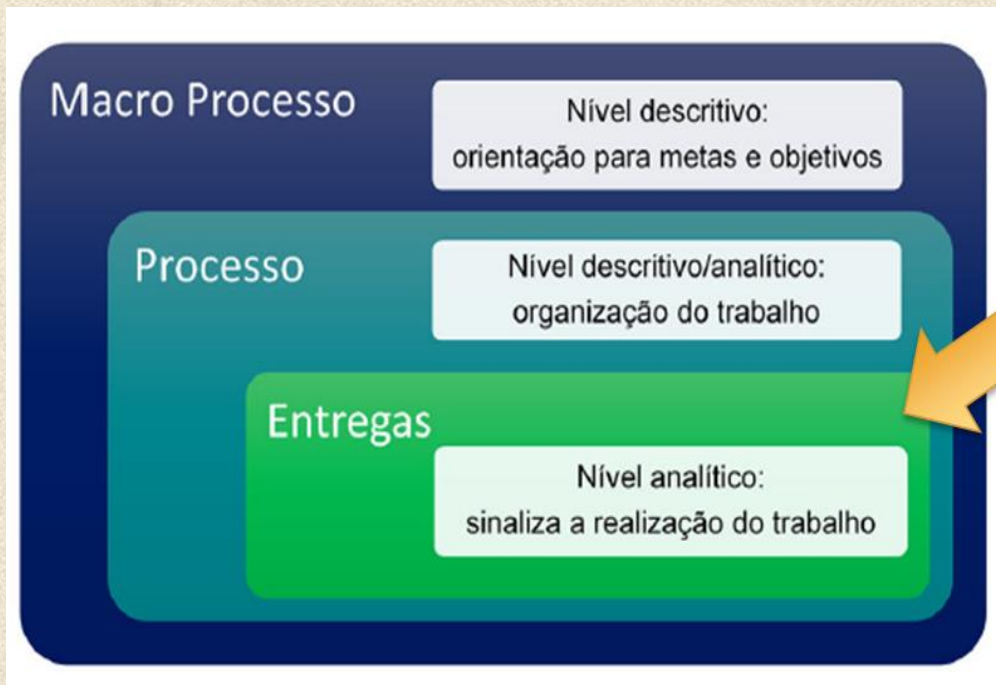 Macro Processo
Nível descritivo:
orientação para metas e objetivos
Processo
Nível descritivo/analítico:
organização do trabalho
Entregas
Nível analítico:
sinaliza a realização do trabalho